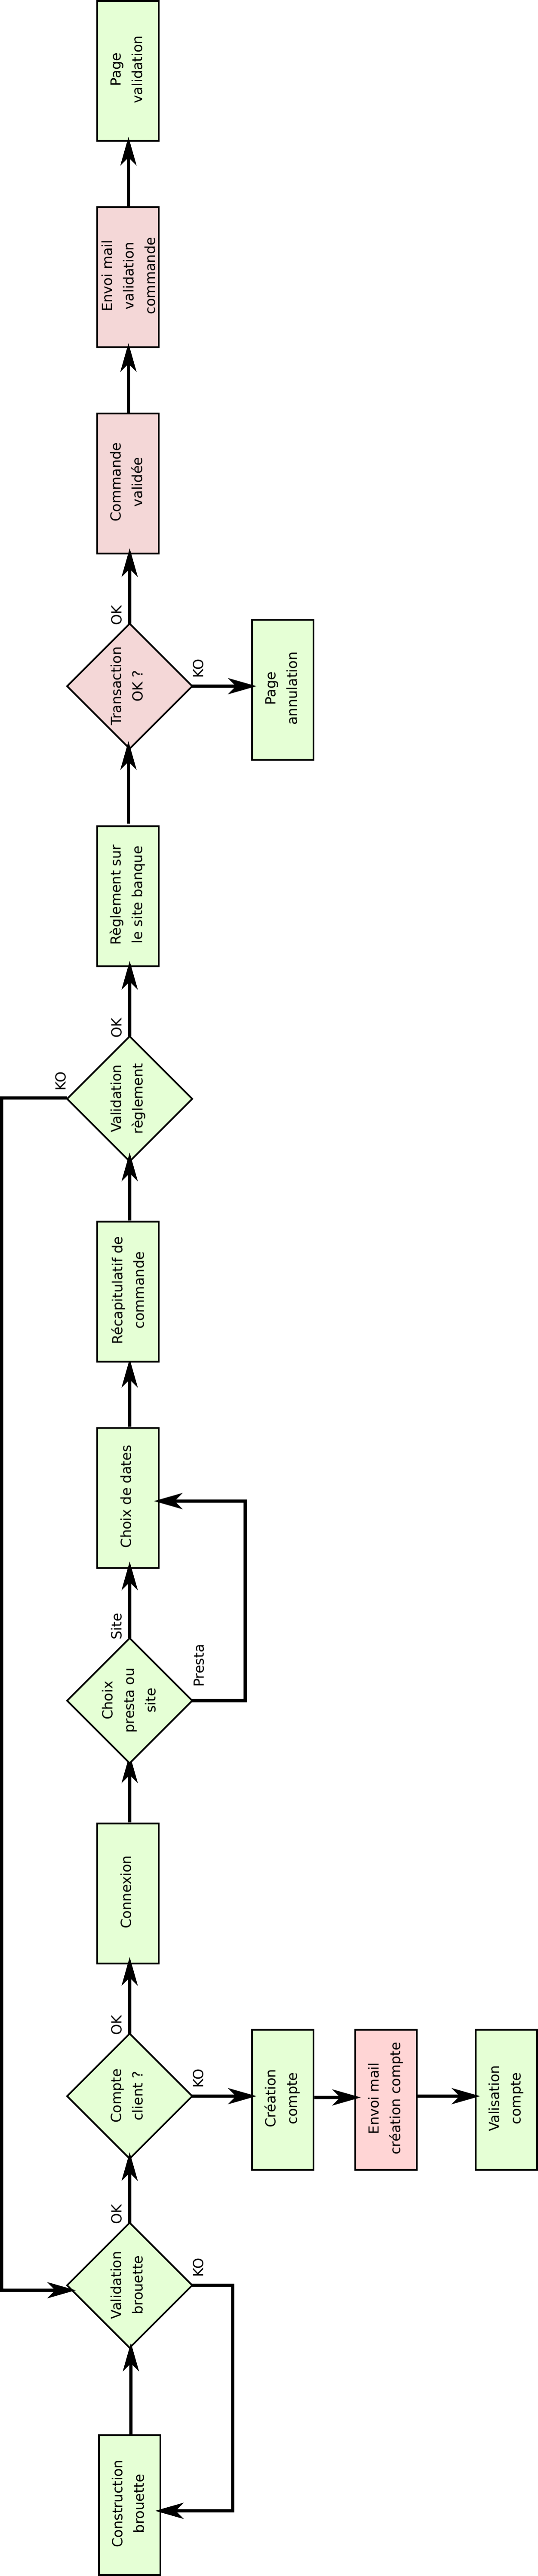 Construction
brouette
Validation
brouette
OK
KO
Compte
client ?
OK
KO
Création
compte
Envoi mail
création compte
Valisation
compte
Connexion
Choix
presta ou
site
Site
Presta
Choix de dates
Récapitulatif de
commande
Validation
règlement
KO
OK
Règlement sur
le site banque
Transaction
OK ?
OK
KO
Page
annulation
Commande
validée
Envoi mail
validation
commande
Page
validation